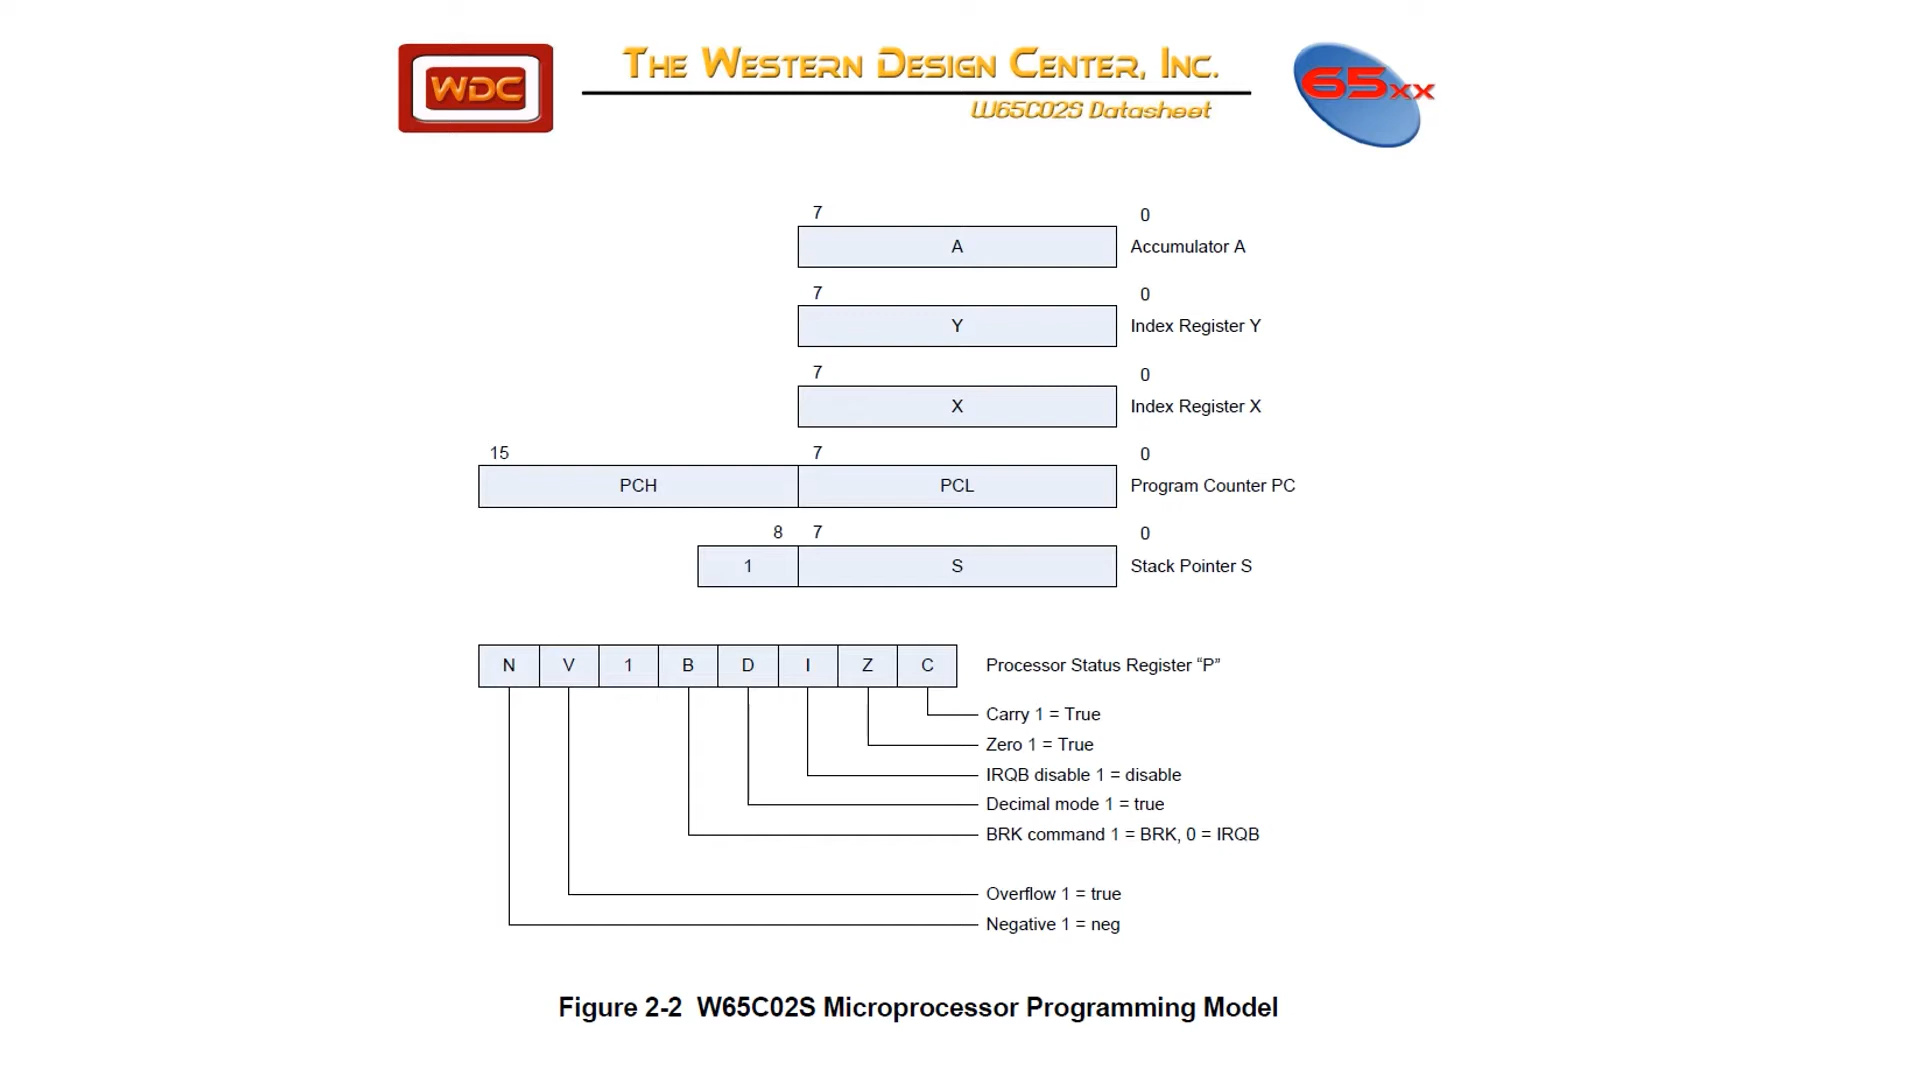 WDC
THE WESTERN DESIGN CENTER, INC.
W65C02S Datasheet
65xx
7 0
A Accumulator A
7 0
Y Index Register Y
7 0
X Index Register X
15 7 0
PCH PCL Program Counter PC
8 7 0
1 S Stack Pointer S
N V 1 B D I Z C Processor Status Register “P”
Carry 1 = True
Zero 1 = True
IRQB disable 1 = disable
Decimal mode 1 = true
BRK command 1 = BRK, 0 = IRQB
Overflow 1 = true
Negative 1 = neg
Figure 2-2 W65C02S Microprocessor Programming Model